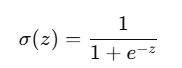 σ(z) = 1 / (1 + e^{-z})